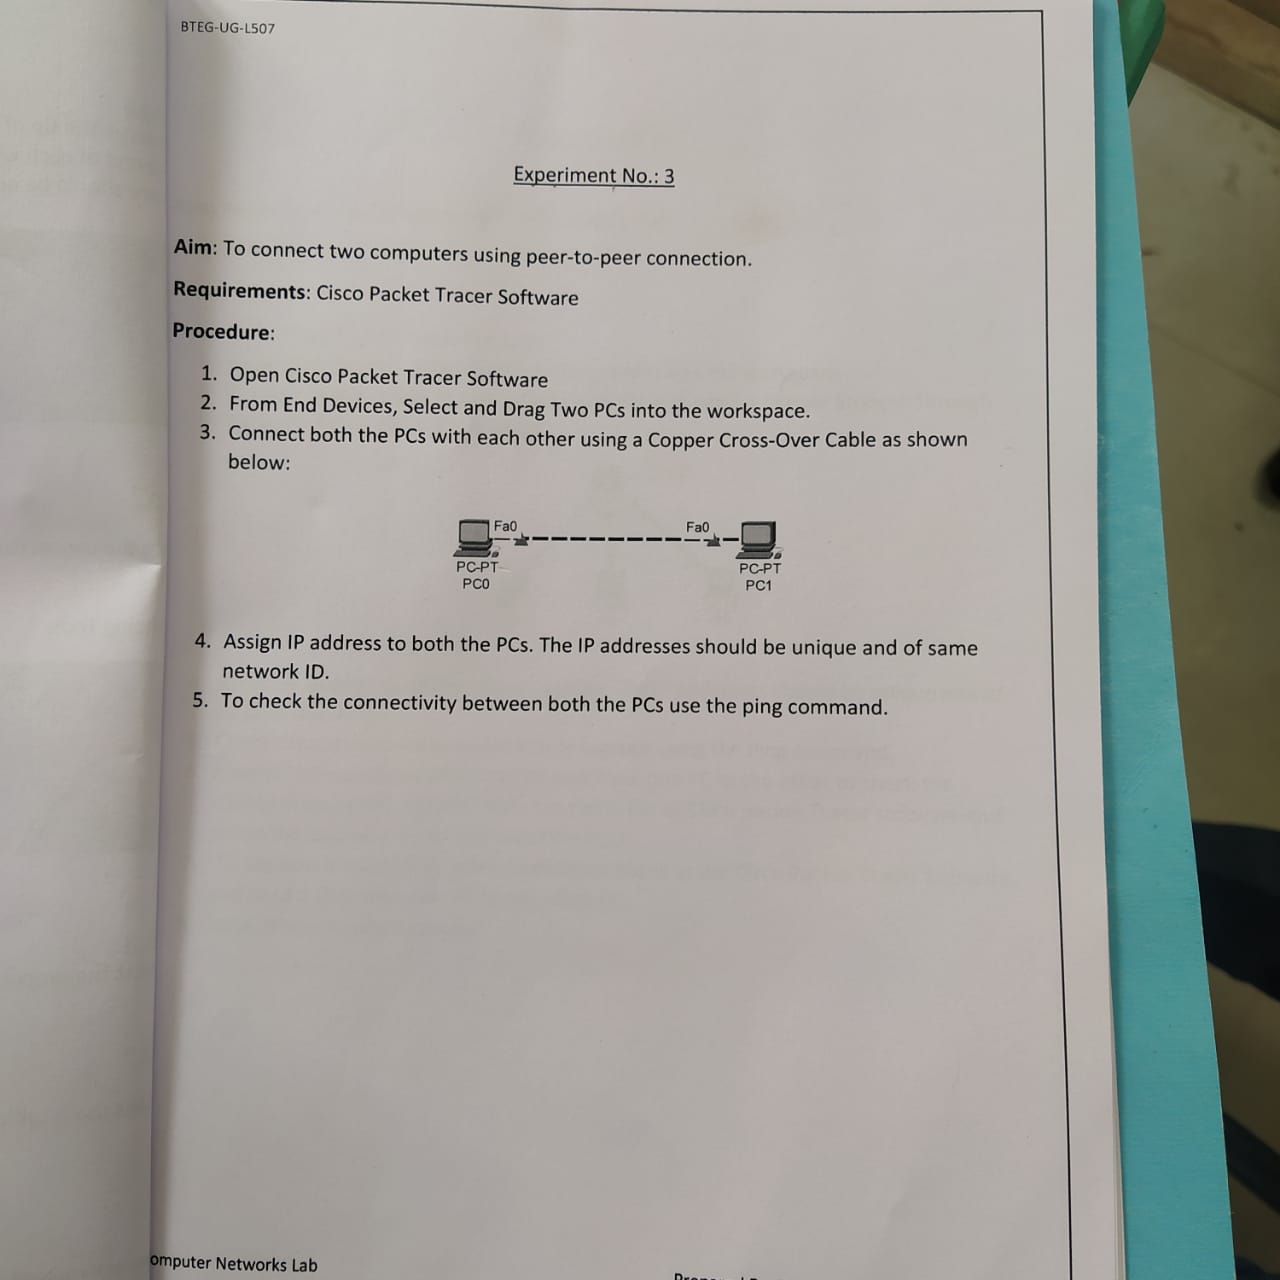 BTEG-UG-L507
Experiment No.: 3
Aim: To connect two computers using peer-to-peer connection.
Requirements: Cisco Packet Tracer Software
Procedure:
1. Open Cisco Packet Tracer Software
2. From End Devices, Select and Drag Two PCs into the workspace.
3. Connect both the PCs with each other using a Copper Cross-Over Cable as shown
below:
Fa0 Fa0
PC-PT PC-PT
PC0 PC1
4. Assign IP address to both the PCs. The IP addresses should be unique and of same
network ID.
5. To check the connectivity between both the PCs use the ping command.
omputer Networks Lab